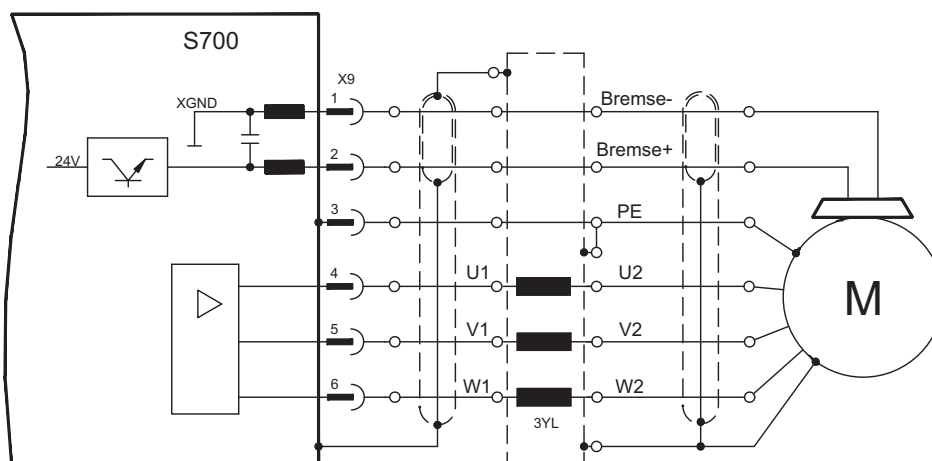 S700
X9
XGND
1
Bremse-
24V
2
Bremse+
3
PE
4
U1
U2
5
V1
V2
M
6
W1
W2
3YL